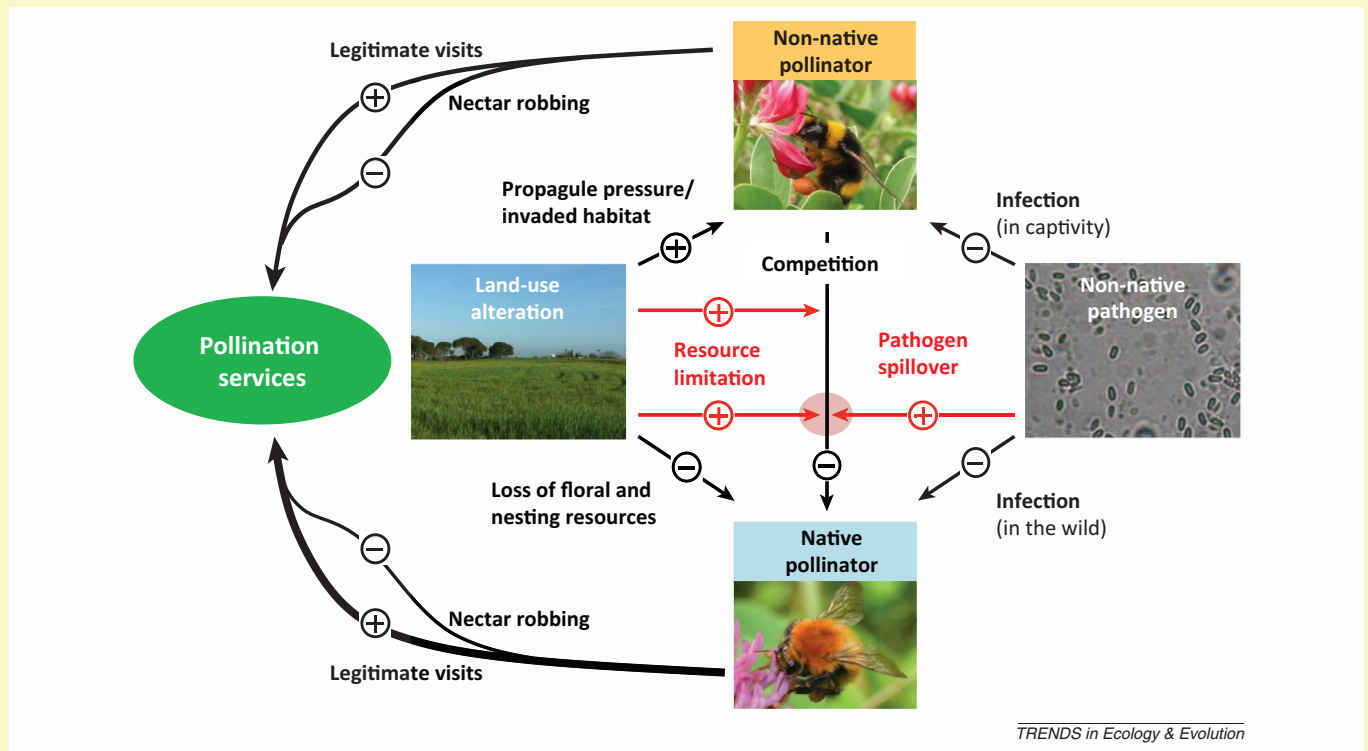 Legitimate visits
Nectar robbing
Non-native
pollinator
Propagule pressure/
invaded habitat
Infection
(in captivity)
Competition
Land-use
alteration
Non-native
pathogen
Pollination
services
Resource
limitation
Pathogen
spillover
Loss of floral and
nesting resources
Infection
(in the wild)
Native
pollinator
Nectar robbing
Legitimate visits
TRENDS in Ecology & Evolution